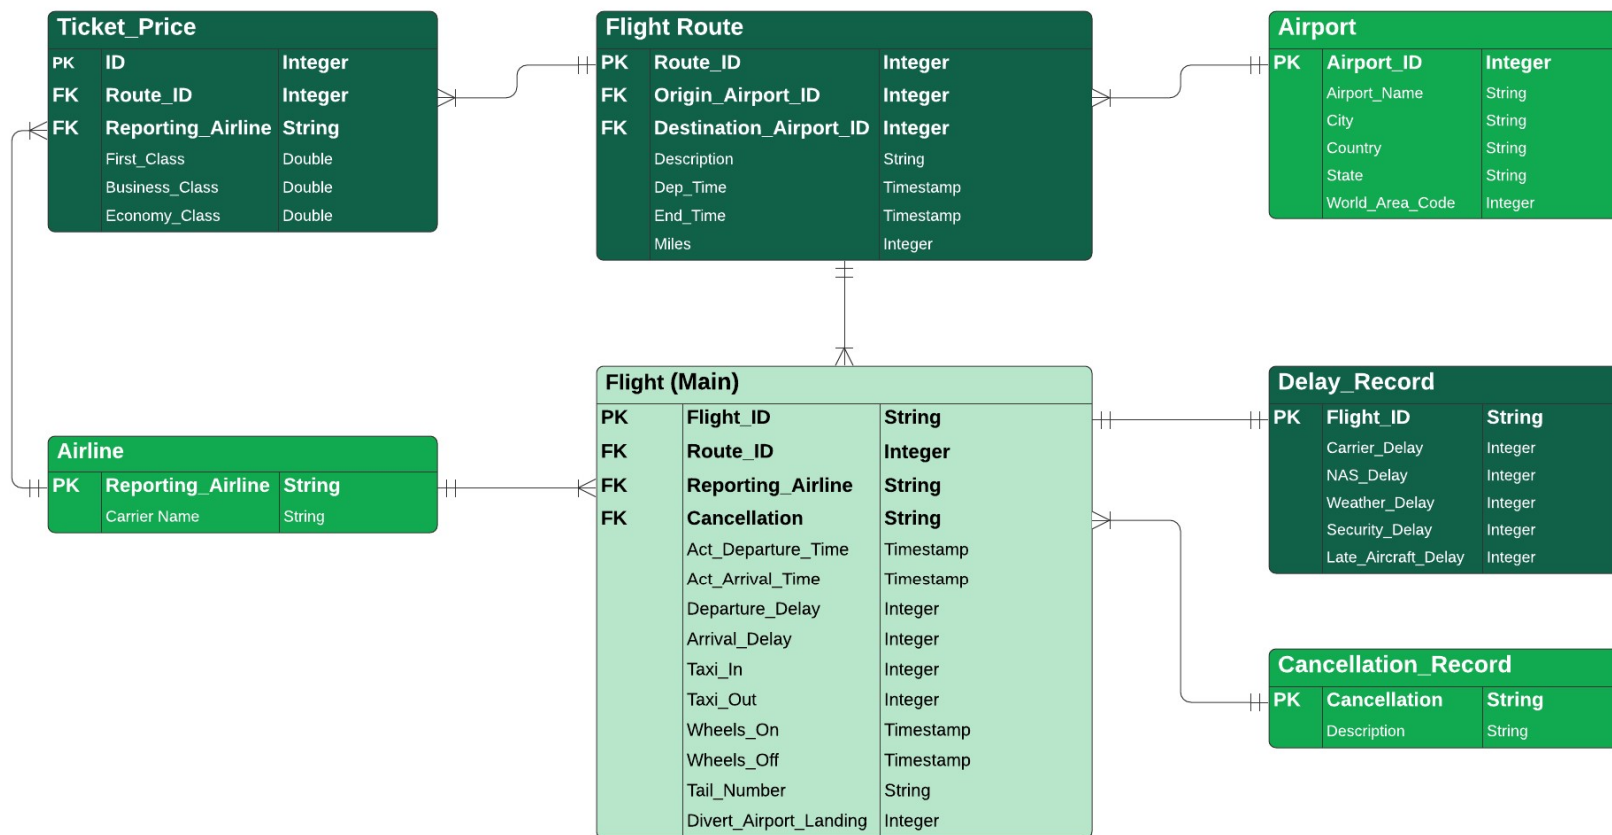 Ticket_Price
PK ID Integer
FK Route_ID Integer
FK Reporting_Airline String
First_Class Double
Business_Class Double
Economy_Class Double
Flight Route
PK Route_ID Integer
FK Origin_Airport_ID Integer
FK Destination_Airport_ID Integer
Description String
Dep_Time Timestamp
End_Time Timestamp
Miles Integer
Airport
PK Airport_ID Integer
Airport_Name String
City String
Country String
State String
World_Area_Code Integer
Airline
PK Reporting_Airline String
Carrier Name String
Flight (Main)
PK Flight_ID String
FK Route_ID Integer
FK Reporting_Airline String
FK Cancellation String
Act_Departure_Time Timestamp
Act_Arrival_Time Timestamp
Departure_Delay Integer
Arrival_Delay Integer
Taxi_In Integer
Taxi_Out Integer
Wheels_On Timestamp
Wheels_Off Timestamp
Tail_Number String
Divert_Airport_Landing Integer
Delay_Record
PK Flight_ID String
Carrier_Delay Integer
NAS_Delay Integer
Weather_Delay Integer
Security_Delay Integer
Late_Aircraft_Delay Integer
Cancellation_Record
PK Cancellation String
Description String